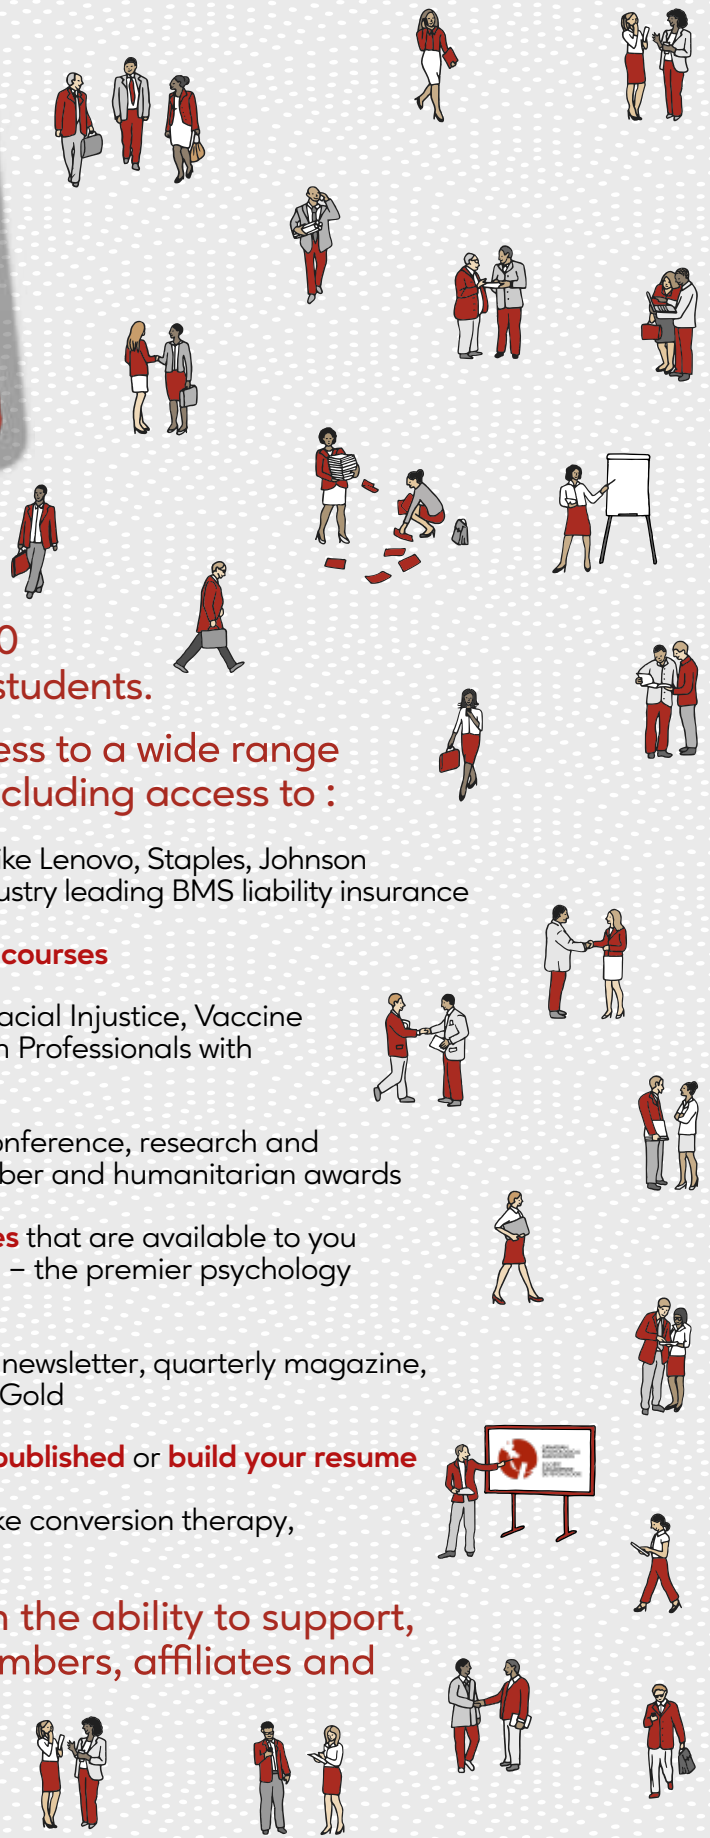 0
students.
ess to a wide range
cluding access to :
ike Lenovo, Staples, Johnson
ustry leading BMS liability insurance
courses
acial Injustice, Vaccine
n Professionals with
onference, research and
ber and humanitarian awards
es that are available to you
– the premier psychology
newsletter, quarterly magazine,
Gold
published or build your resume
ke conversion therapy,
n the ability to support,
mbers, affiliates and